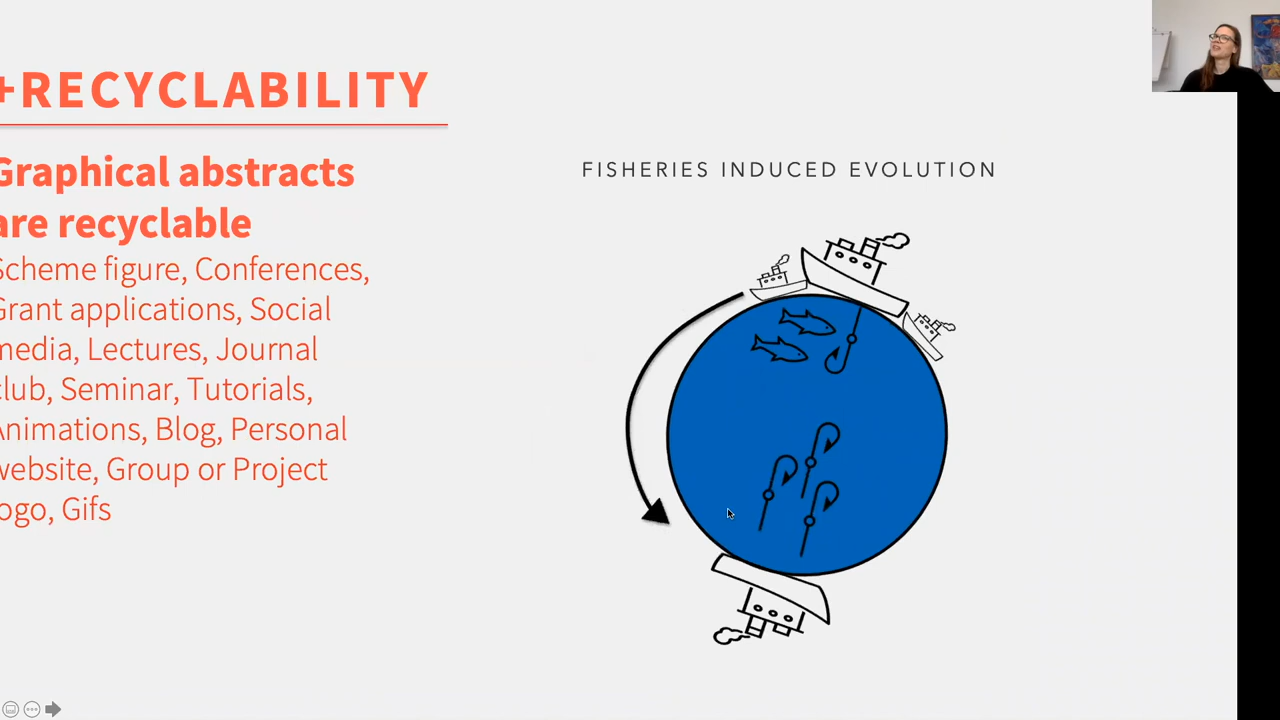 +RECYCLABILITY
Graphical abstracts
are recyclable
Scheme figure, Conferences,
Grant applications, Social
media, Lectures, Journal
club, Seminar, Tutorials,
Animations, Blog, Personal
website, Group or Project
logo, Gifs
FISHERIES INDUCED EVOLUTION